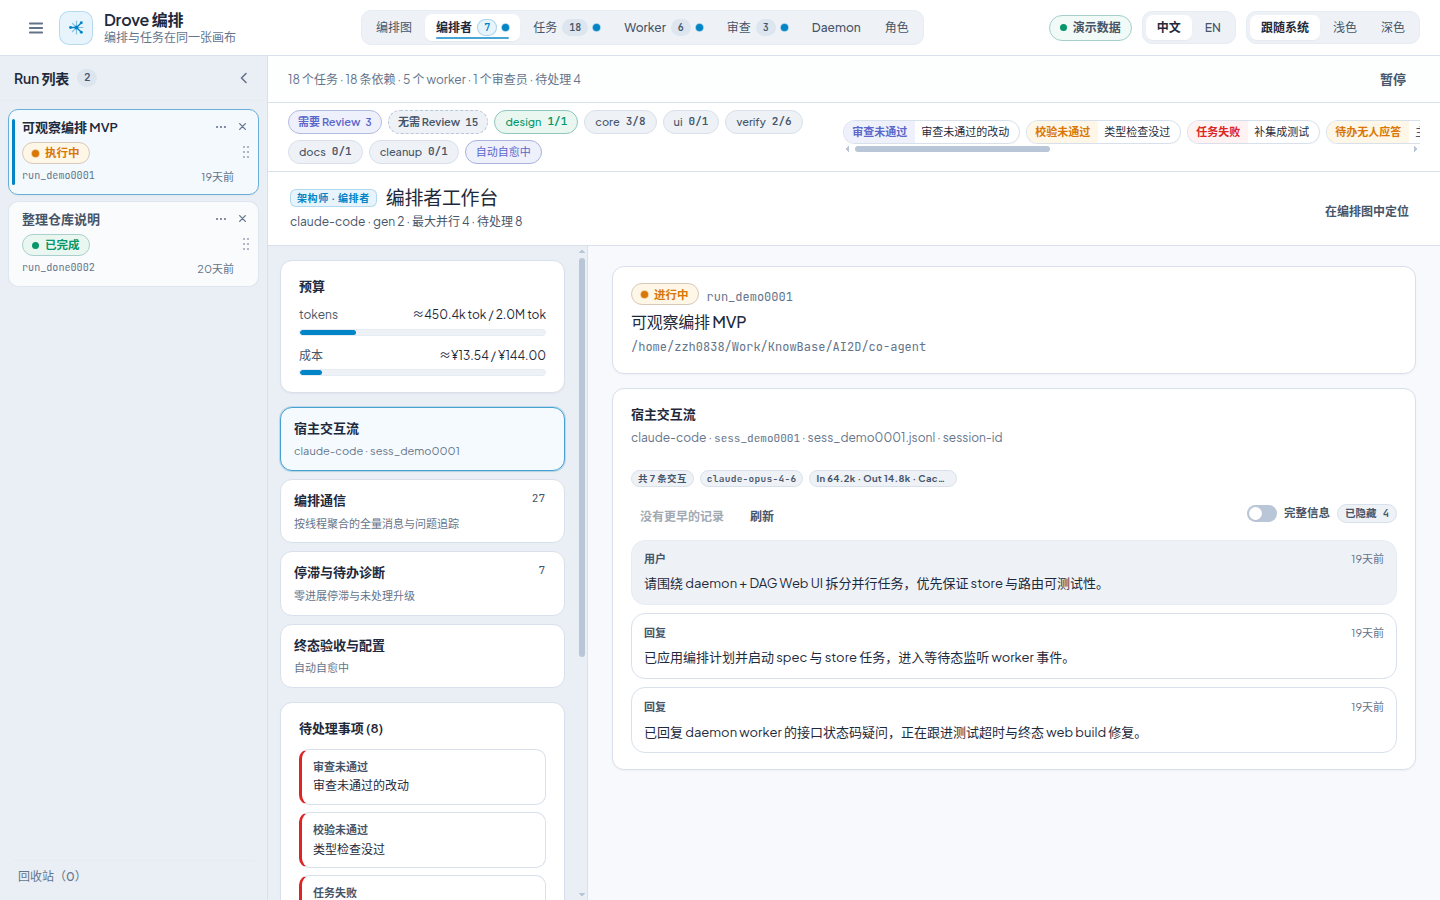 Drove 编排
编排与任务在同一张画布
编排图 编排者 7 任务 18 Worker 6 审查 3 Daemon 角色
演示数据 中文 EN 跟随系统 浅色 深色
Run 列表 2
可观察编排 MVP
执行中
run_demo0001 19天前
整理仓库说明
已完成
run_done0002 20天前
回收站（0）
18 个任务 · 18 条依赖 · 5 个 worker · 1 个审查员 · 待处理 4 暂停
需要 Review 3 无需 Review 15 design 1/1 core 3/8 ui 0/1 verify 2/6
docs 0/1 cleanup 0/1 自动自愈中
审查未通过 审查未通过的改动 校验未通过 类型检查没过 任务失败 补集成测试 待办无人应答
架构师 · 编排者 编排者工作台
claude-code · gen 2 · 最大并行 4 · 待处理 8
在编排图中定位
预算
tokens ≈450.4k tok / 2.0M tok
成本 ≈¥13.54 / ¥144.00
宿主交互流
claude-code · sess_demo0001
编排通信 27
按线程聚合的全量消息与问题追踪
停滞与待办诊断 7
零进展停滞与未处理升级
终态验收与配置
自动自愈中
待处理事项 (8)
审查未通过
审查未通过的改动
校验未通过
类型检查没过
任务失败
进行中 run_demo0001
可观察编排 MVP
/home/zzh0838/Work/KnowBase/AI2D/co-agent
宿主交互流
claude-code · sess_demo0001 · sess_demo0001.jsonl · session-id
共 7 条交互 claude-opus-4-6 In 64.2k · Out 14.8k · Cac…
没有更早的记录 刷新 完整信息 已隐藏 4
用户 19天前
请围绕 daemon + DAG Web UI 拆分并行任务，优先保证 store 与路由可测试性。
回复 19天前
已应用编排计划并启动 spec 与 store 任务，进入等待态监听 worker 事件。
回复 19天前
已回复 daemon worker 的接口状态码疑问，正在跟进测试超时与终态 web build 修复。